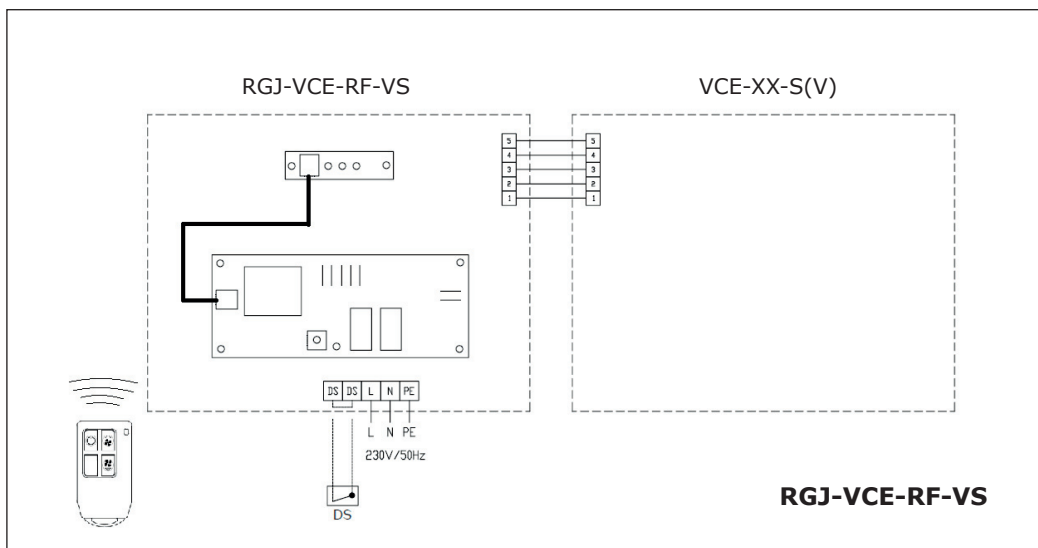 RGJ-VCE-RF-VS
VCE-XX-S(V)
5 5
4 4
3 3
2 2
1 1
DS DS L N PE
L N PE
230V/50Hz
DS
RGJ-VCE-RF-VS